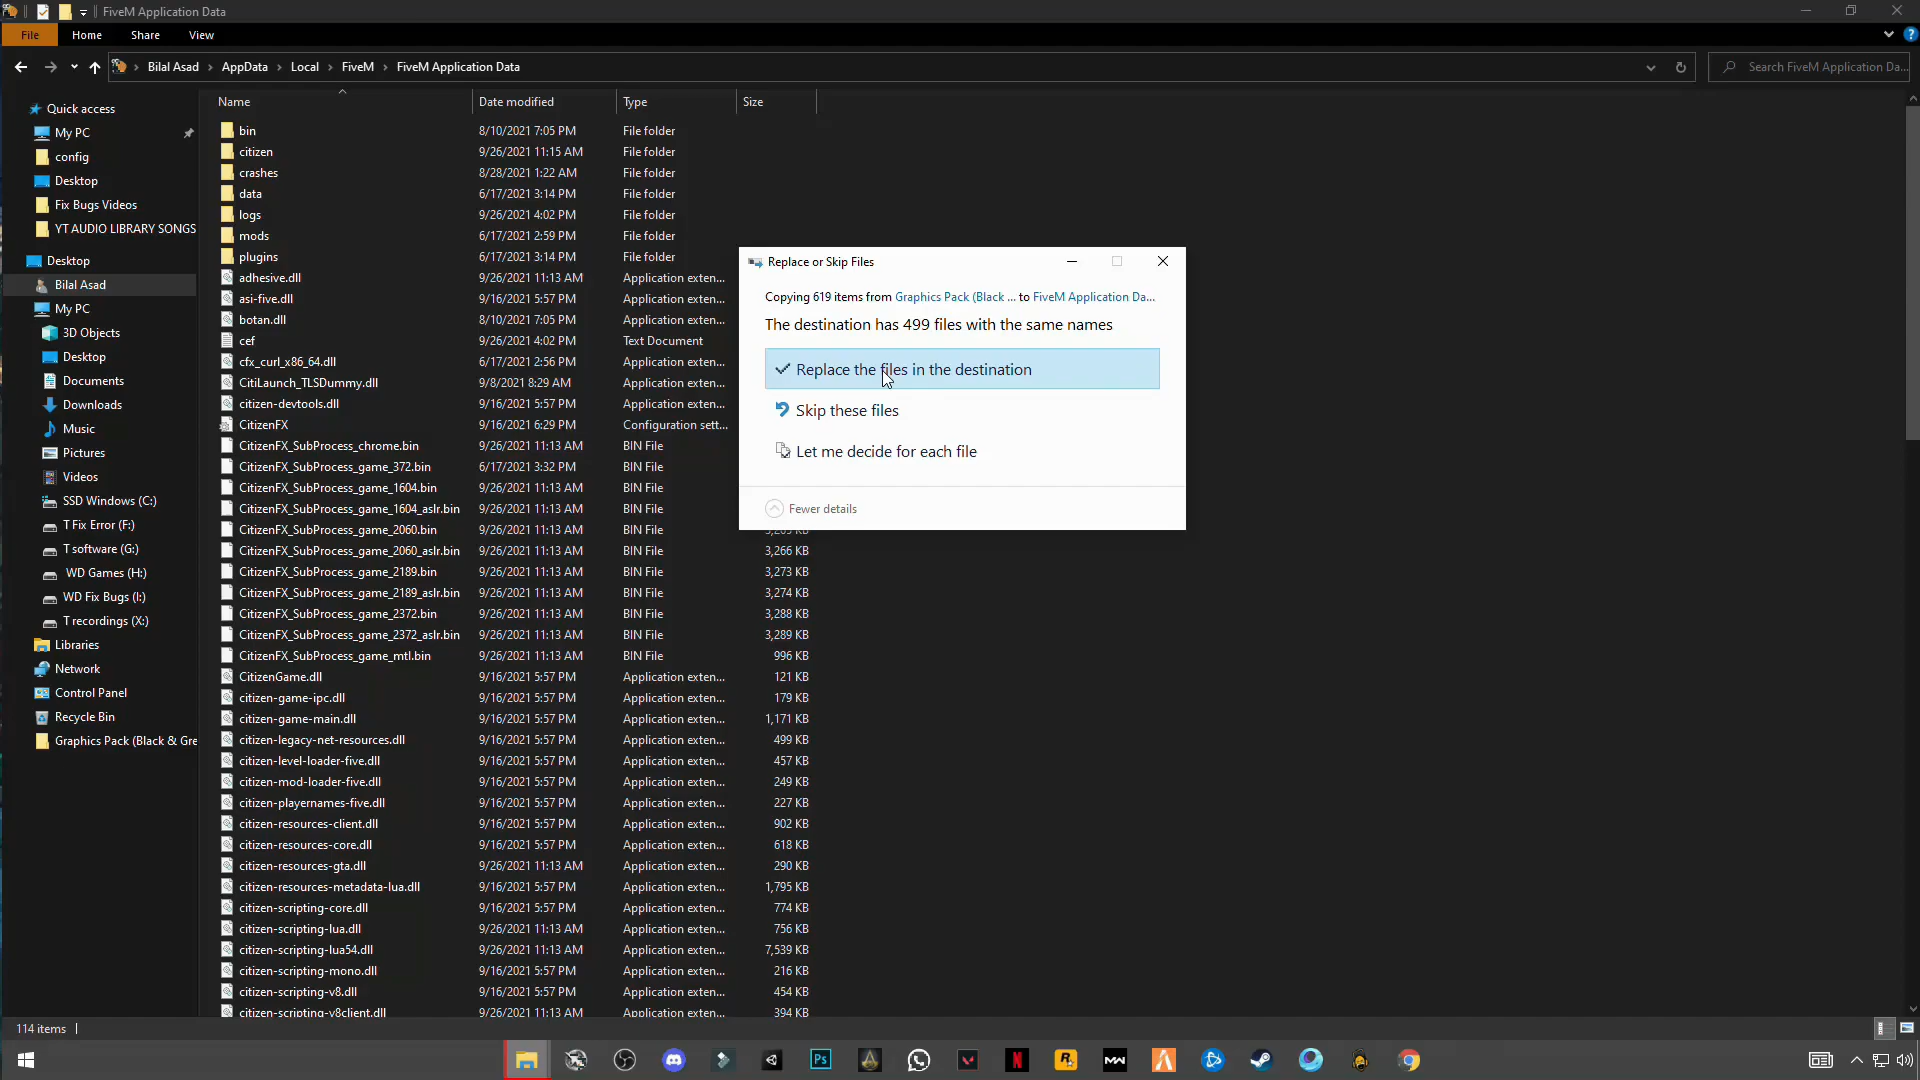 FiveM Application Data
File Home Share View
Bilal Asad AppData Local FiveM FiveM Application Data
Search FiveM Application Da...
Quick access
My PC
config
Desktop
Fix Bugs Videos
YT AUDIO LIBRARY SONGS
Desktop
Bilal Asad
My PC
3D Objects
Desktop
Documents
Downloads
Music
Pictures
Videos
SSD Windows (C:)
T Fix Error (F:)
T software (G:)
WD Games (H:)
WD Fix Bugs (I:)
T recordings (X:)
Libraries
Network
Control Panel
Recycle Bin
Graphics Pack (Black & Gre
Name Date modified Type Size
bin 8/10/2021 7:05 PM File folder
citizen 9/26/2021 11:15 AM File folder
crashes 8/28/2021 1:22 AM File folder
data 6/17/2021 3:14 PM File folder
logs 9/26/2021 4:02 PM File folder
mods 6/17/2021 2:59 PM File folder
plugins 6/17/2021 3:14 PM File folder
adhesive.dll 9/26/2021 11:13 AM Application exten...
asi-five.dll 9/16/2021 5:57 PM Application exten...
botan.dll 8/10/2021 7:05 PM Application exten...
cef 9/26/2021 4:02 PM Text Document
cfx_curl_x86_64.dll 6/17/2021 2:56 PM Application exten...
CitiLaunch_TLSDummy.dll 9/8/2021 8:29 AM Application exten...
citizen-devtools.dll 9/16/2021 5:57 PM Application exten...
CitizenFX 9/16/2021 6:29 PM Configuration sett...
CitizenFX_SubProcess_chrome.bin 9/26/2021 11:13 AM BIN File
CitizenFX_SubProcess_game_372.bin 6/17/2021 3:32 PM BIN File
CitizenFX_SubProcess_game_1604.bin 9/26/2021 11:13 AM BIN File
CitizenFX_SubProcess_game_1604_aslr.bin 9/26/2021 11:13 AM BIN File
CitizenFX_SubProcess_game_2060.bin 9/26/2021 11:13 AM BIN File
CitizenFX_SubProcess_game_2060_aslr.bin 9/26/2021 11:13 AM BIN File 3,266 KB
CitizenFX_SubProcess_game_2189.bin 9/26/2021 11:13 AM BIN File 3,273 KB
CitizenFX_SubProcess_game_2189_aslr.bin 9/26/2021 11:13 AM BIN File 3,274 KB
CitizenFX_SubProcess_game_2372.bin 9/26/2021 11:13 AM BIN File 3,288 KB
CitizenFX_SubProcess_game_2372_aslr.bin 9/26/2021 11:13 AM BIN File 3,289 KB
CitizenFX_SubProcess_game_mtl.bin 9/26/2021 11:13 AM BIN File 996 KB
CitizenGame.dll 9/16/2021 5:57 PM Application exten... 121 KB
citizen-game-ipc.dll 9/16/2021 5:57 PM Application exten... 179 KB
citizen-game-main.dll 9/16/2021 5:57 PM Application exten... 1,171 KB
citizen-legacy-net-resources.dll 9/16/2021 5:57 PM Application exten... 499 KB
citizen-level-loader-five.dll 9/16/2021 5:57 PM Application exten... 457 KB
citizen-mod-loader-five.dll 9/16/2021 5:57 PM Application exten... 249 KB
citizen-playernames-five.dll 9/16/2021 5:57 PM Application exten... 227 KB
citizen-resources-client.dll 9/16/2021 5:57 PM Application exten... 902 KB
citizen-resources-core.dll 9/16/2021 5:57 PM Application exten... 618 KB
citizen-resources-gta.dll 9/26/2021 11:13 AM Application exten... 290 KB
citizen-resources-metadata-lua.dll 9/16/2021 5:57 PM Application exten... 1,795 KB
citizen-scripting-core.dll 9/16/2021 5:57 PM Application exten... 774 KB
citizen-scripting-lua.dll 9/26/2021 11:13 AM Application exten... 756 KB
citizen-scripting-lua54.dll 9/26/2021 11:13 AM Application exten... 7,539 KB
citizen-scripting-mono.dll 9/16/2021 5:57 PM Application exten... 216 KB
citizen-scripting-v8.dll 9/16/2021 5:57 PM Application exten... 454 KB
citizen-scripting-v8client.dll 9/26/2021 11:13 AM Application exten... 394 KB
Replace or Skip Files
Copying 619 items from Graphics Pack (Black ... to FiveM Application Da...
The destination has 499 files with the same names
Replace the files in the destination
Skip these files
Let me decide for each file
Fewer details
114 items
Ps
MW